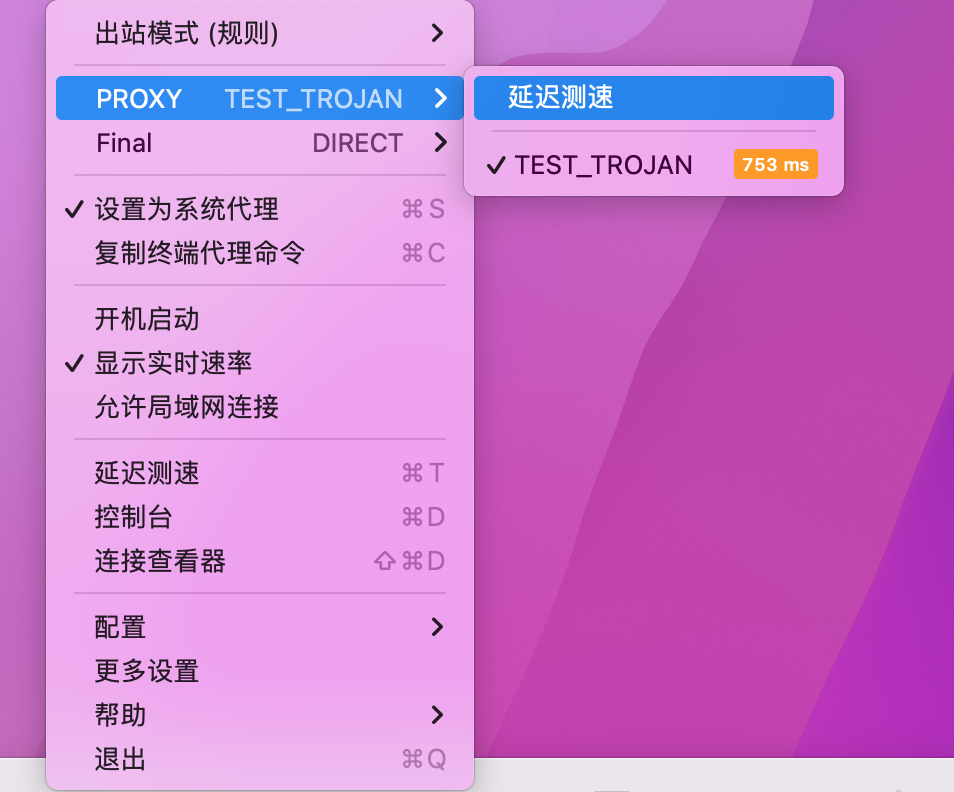 出站模式 (规则)
PROXY TEST_TROJAN
Final DIRECT
设置为系统代理 ⌘S
复制终端代理命令 ⌘C
开机启动
显示实时速率
允许局域网连接
延迟测速 ⌘T
控制台 ⌘D
连接查看器 ⇧⌘D
配置
更多设置
帮助
退出 ⌘Q
延迟测速
TEST_TROJAN 753 ms